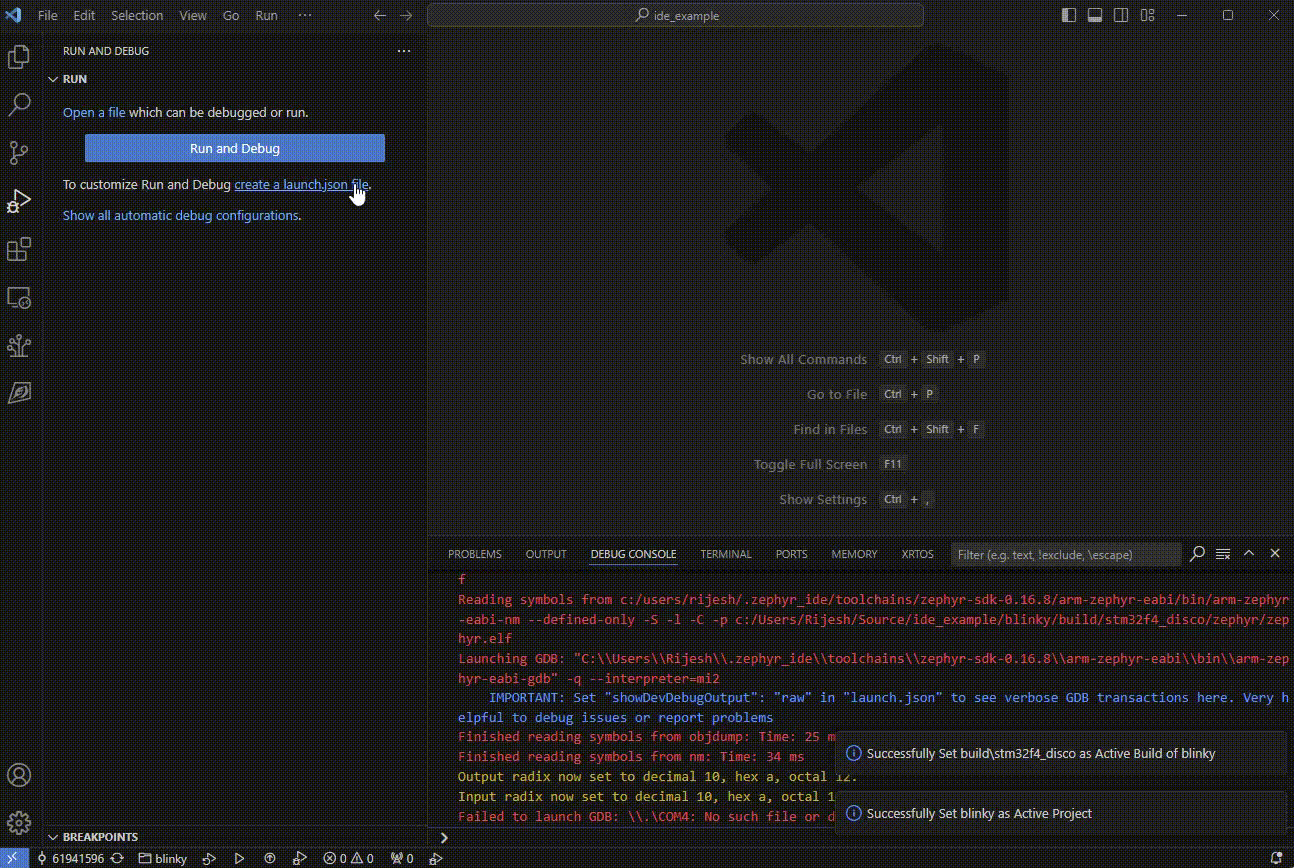 File Edit Selection View Go Run ··· ide_example
RUN AND DEBUG ···
RUN
Open a file which can be debugged or run.
Run and Debug
To customize Run and Debug create a launch.json file.
Show all automatic debug configurations.
Show All Commands Ctrl + Shift + P
Go to File Ctrl + P
Find in Files Ctrl + Shift + F
Toggle Full Screen F11
Show Settings Ctrl + ,
PROBLEMS OUTPUT DEBUG CONSOLE TERMINAL PORTS MEMORY XRTOS Filter (e.g. text, !exclude, \escape)
f
Reading symbols from c:/users/rijesh/.zephyr_ide/toolchains/zephyr-sdk-0.16.8/arm-zephyr-eabi/bin/arm-zephyr
-eabi-nm --defined-only -S -l -C -p c:/Users/Rijesh/Source/ide_example/blinky/build/stm32f4_disco/zephyr/zep
hyr.elf
Launching GDB: "C:\\Users\\Rijesh\\.zephyr_ide\\toolchains\\zephyr-sdk-0.16.8\\arm-zephyr-eabi\\bin\\arm-zep
hyr-eabi-gdb" -q --interpreter=mi2
IMPORTANT: Set "showDevDebugOutput": "raw" in "launch.json" to see verbose GDB transactions here. Very h
elpful to debug issues or report problems
Finished reading symbols from objdump: Time: 25 m
Finished reading symbols from nm: Time: 34 ms
Output radix now set to decimal 10, hex a, octal 12.
Input radix now set to decimal 10, hex a, octal 1
Failed to launch GDB: \\.\COM4: No such file or d
Successfully Set build\stm32f4_disco as Active Build of blinky
Successfully Set blinky as Active Project
BREAKPOINTS
61941596 blinky 0 0 0